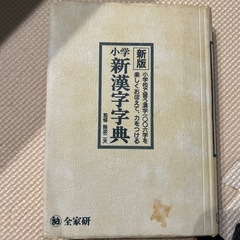 新版
小学校で習う漢字一〇〇六字を
楽しくおぼえて、力をつける
小学
新漢字字典
監修
全家研